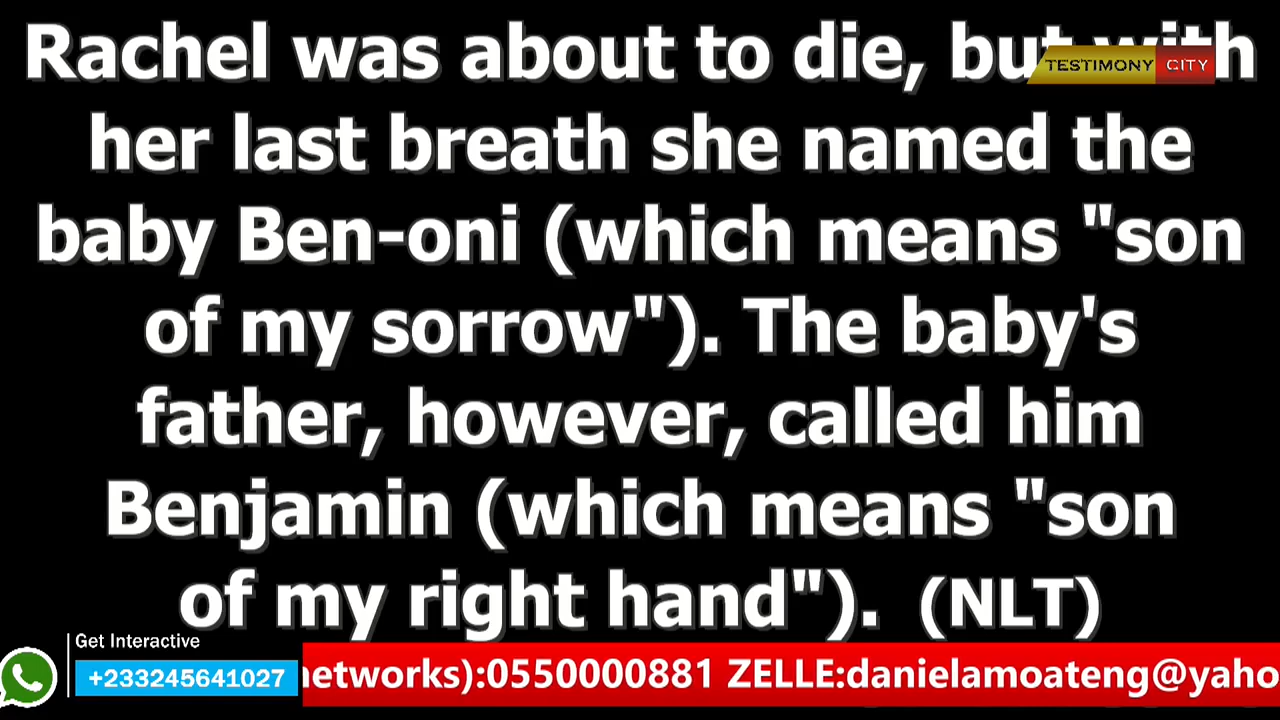 Rachel was about to die, but with
TESTIMONY CITY
her last breath she named the
baby Ben-oni (which means "son
of my sorrow"). The baby's
father, however, called him
Benjamin (which means "son
of my right hand"). (NLT)
Get Interactive
+233245641027
networks):0550000881 ZELLE:danielamoateng@yaho